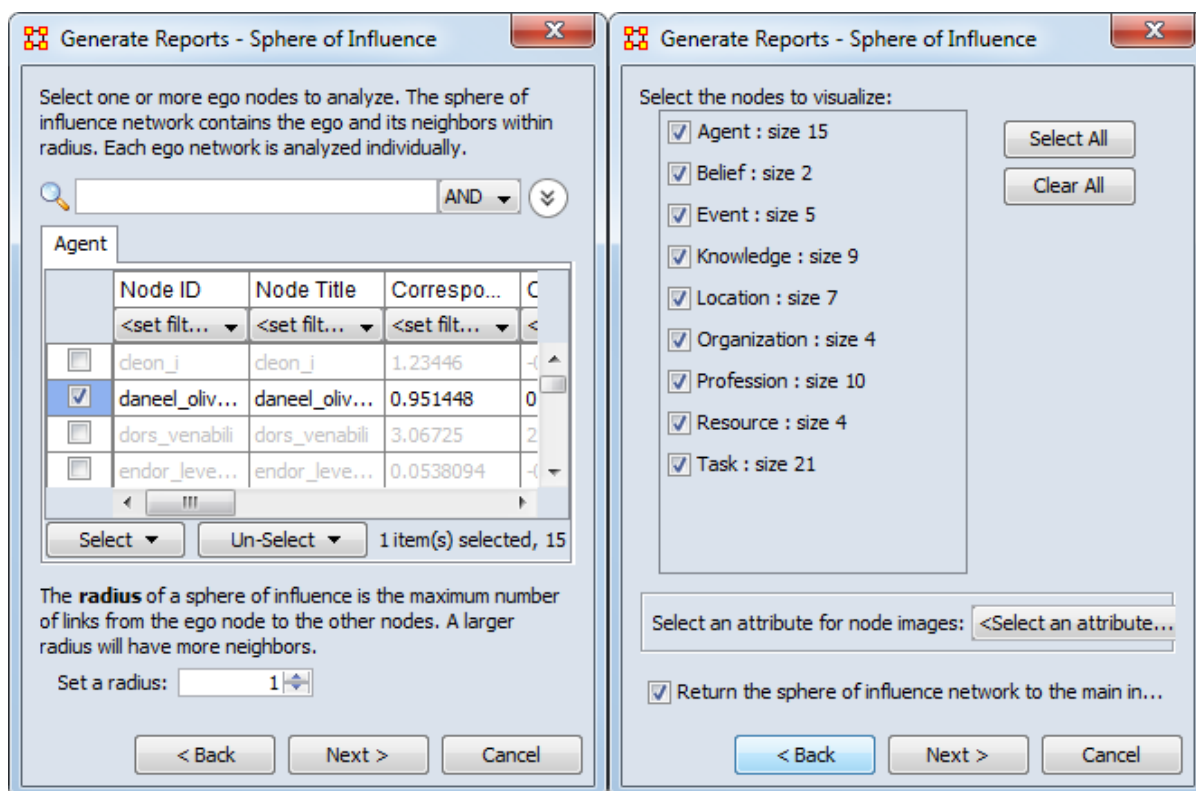 Generate Reports - Sphere of Influence
Select one or more ego nodes to analyze. The sphere of
influence network contains the ego and its neighbors within
radius. Each ego network is analyzed individually.
AND
Agent
Node ID Node Title Correspo... C
<set filt... <set filt... <set filt... <
cleon_i cleon_i 1.23446 -(
daneel_oliv... daneel_oliv... 0.951448 0
dors_venabili dors_venabili 3.06725 2
endor_leve... endor_leve... 0.0538094 -(
Select Un-Select 1 item(s) selected, 15
The radius of a sphere of influence is the maximum number
of links from the ego node to the other nodes. A larger
radius will have more neighbors.
Set a radius: 1
< Back Next > Cancel
Generate Reports - Sphere of Influence
Select the nodes to visualize:
Agent : size 15
Belief : size 2
Event : size 5
Knowledge : size 9
Location : size 7
Organization : size 4
Profession : size 10
Resource : size 4
Task : size 21
Select All
Clear All
Select an attribute for node images: <Select an attribute...
Return the sphere of influence network to the main in...
< Back Next > Cancel